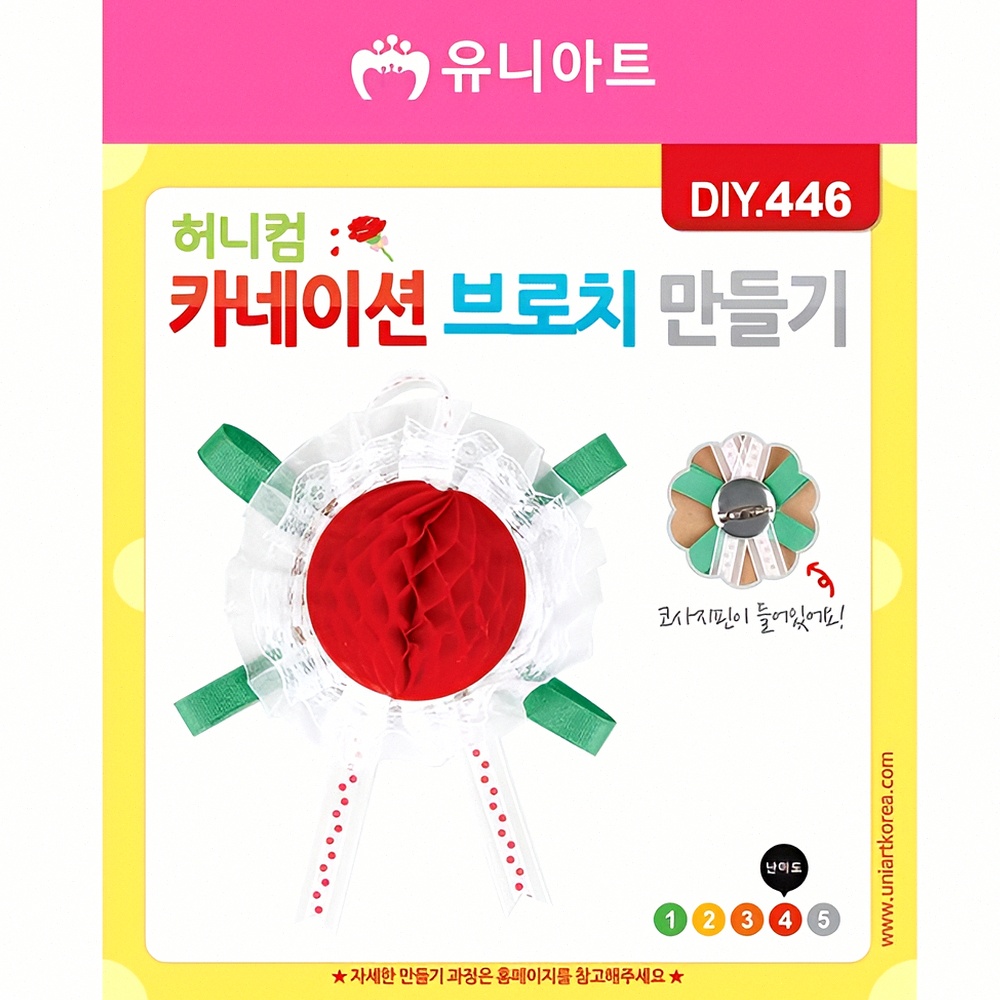 유니아트
DIY.446
허니컴
카네이션 브로치 만들기
코사지핀이 들어있어요!
www.uniartkorea.com
난이도
1 2 3 4 5
★자세한 만들기 과정은 홈페이지를 참고해주세요★